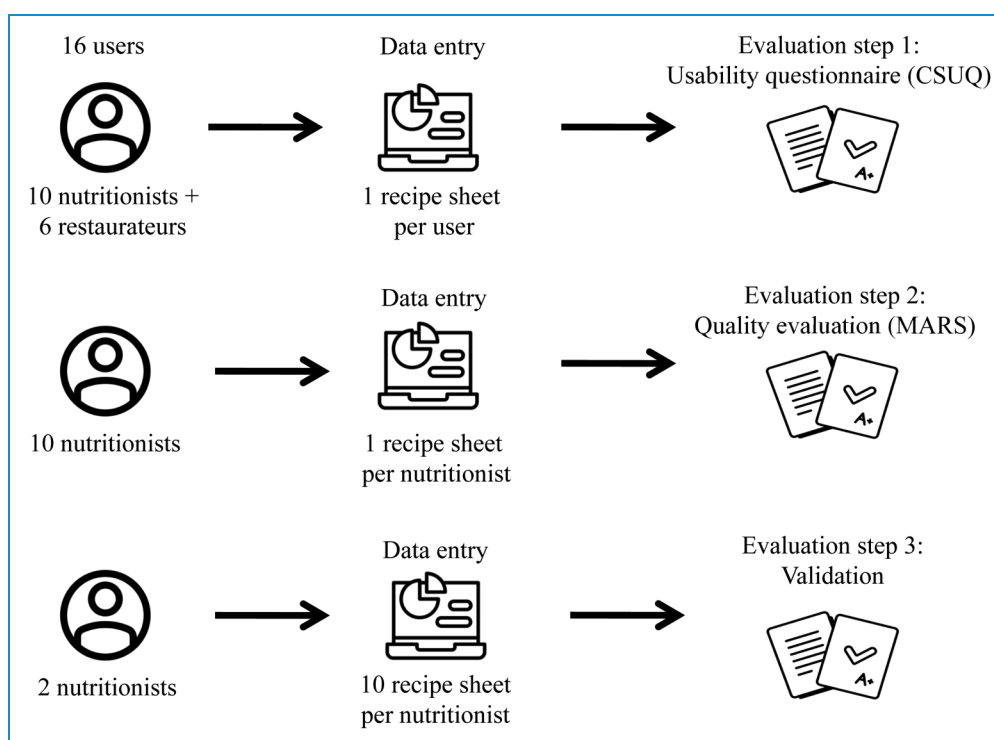 16 users
Data entry
Evaluation step 1:
Usability questionnaire (CSUQ)
A+
10 nutritionists +
6 restaurateurs
1 recipe sheet
per user
Data entry
Evaluation step 2:
Quality evaluation (MARS)
A+
10 nutritionists
1 recipe sheet
per nutritionist
Data entry
Evaluation step 3:
Validation
A+
2 nutritionists
10 recipe sheet
per nutritionist